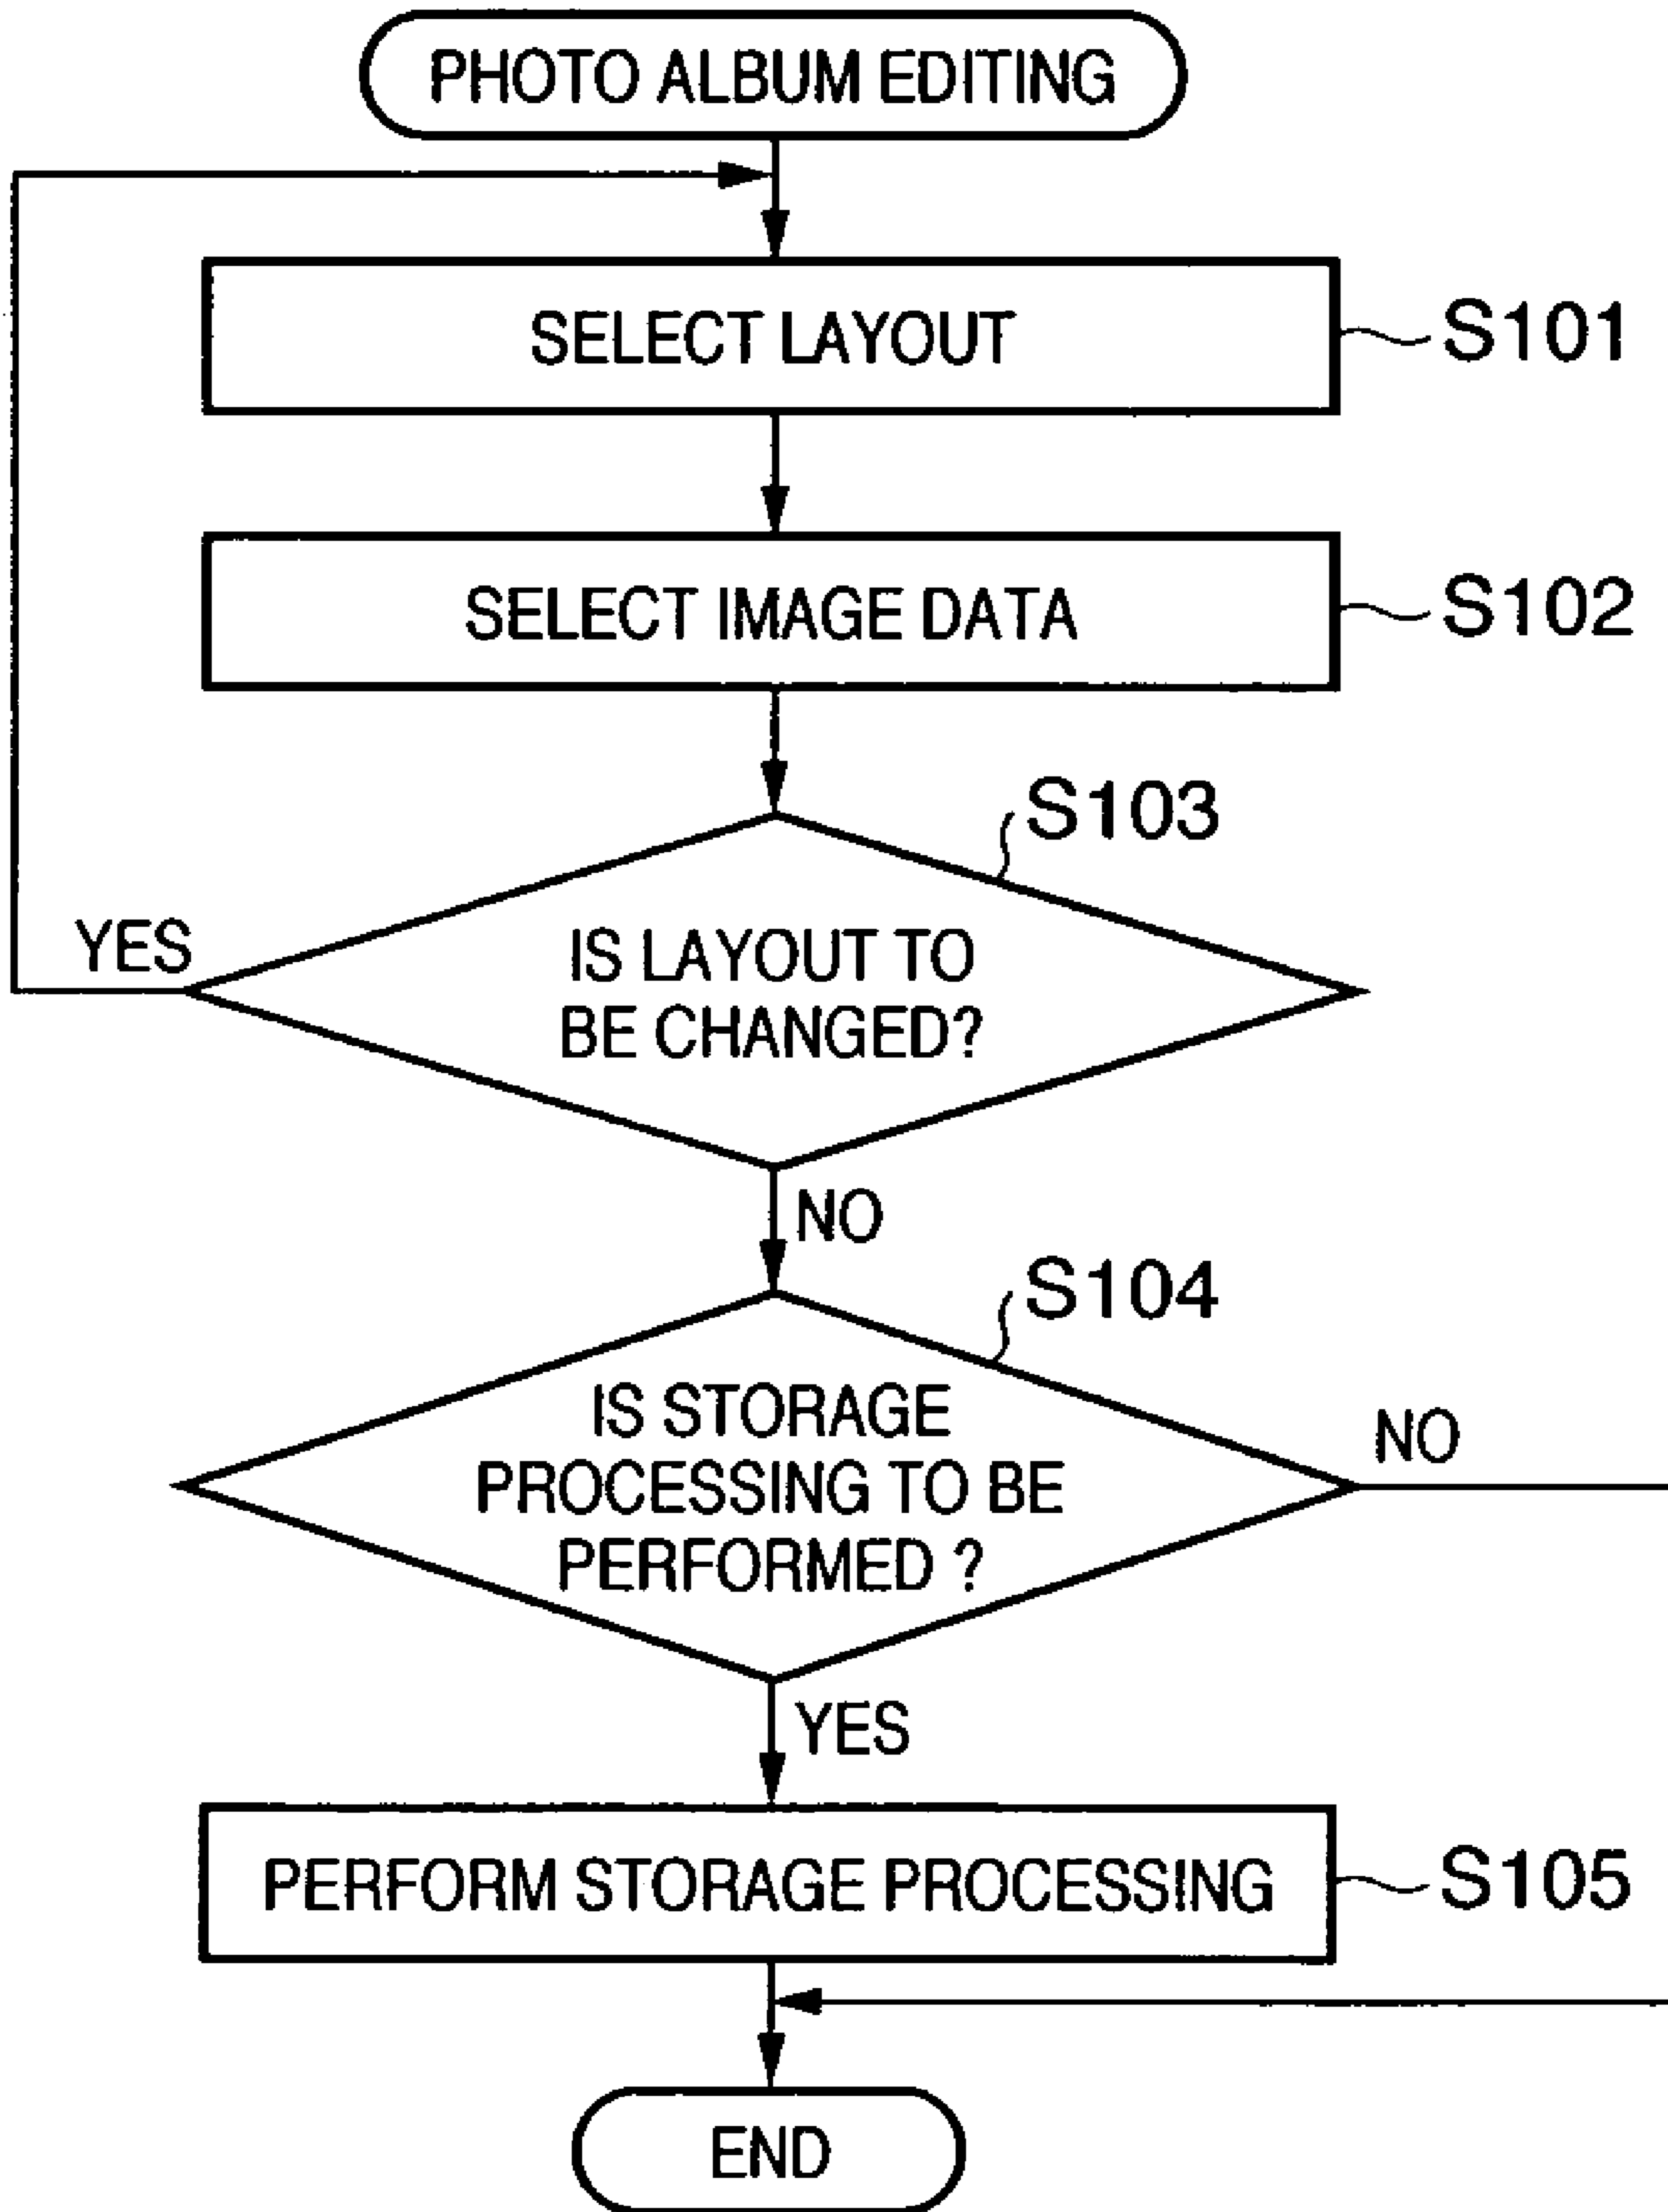 PHOTO ALBUM EDITING
SELECT LAYOUT
S101
SELECT IMAGE DATA
S102
S103
YES
IS LAYOUT TO
BE CHANGED?
NO
S104
IS STORAGE
PROCESSING TO BE
PERFORMED ?
NO
YES
PERFORM STORAGE PROCESSING
S105
END